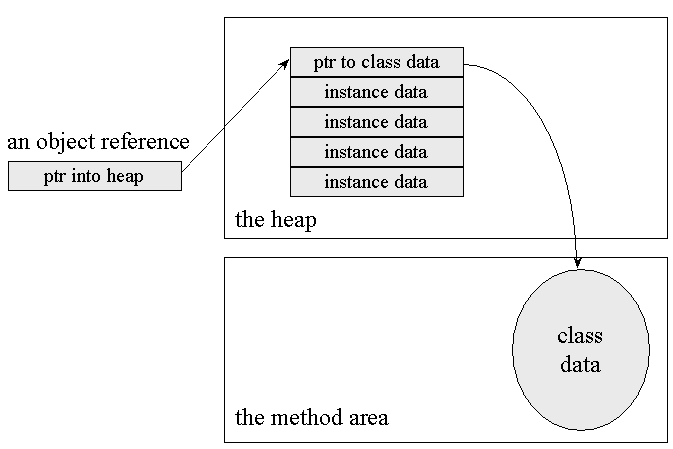 an object reference
ptr into heap
ptr to class data
instance data
instance data
instance data
instance data
the heap
class
data
the method area